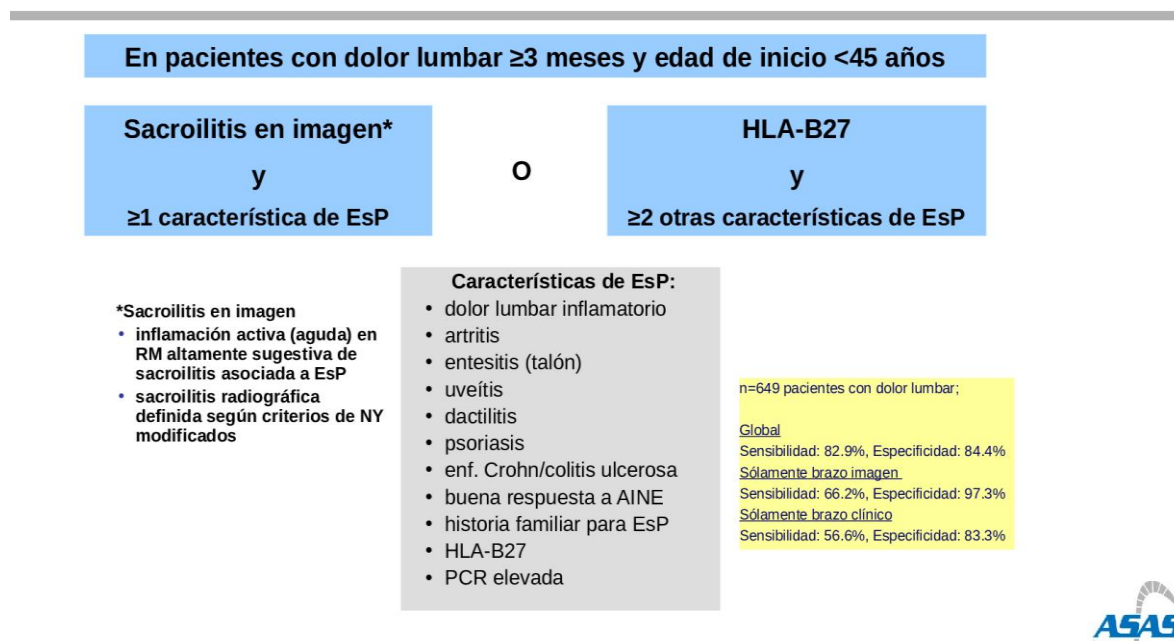 En pacientes con dolor lumbar ≥3 meses y edad de inicio <45 años
Sacroilitis en imagen*
y
≥1 característica de EsP
O
HLA-B27
y
≥2 otras características de EsP
*Sacroilitis en imagen
• inflamación activa (aguda) en
RM altamente sugestiva de
sacroilitis asociada a EsP
• sacroilitis radiográfica
definida según criterios de NY
modificados
Características de EsP:
• dolor lumbar inflamatorio
• artritis
• entesitis (talón)
• uveítis
• dactilitis
• psoriasis
• enf. Crohn/colitis ulcerosa
• buena respuesta a AINE
• historia familiar para EsP
• HLA-B27
• PCR elevada
n=649 pacientes con dolor lumbar;
Global
Sensibilidad: 82.9%, Especificidad: 84.4%
Sólamente brazo imagen
Sensibilidad: 66.2%, Especificidad: 97.3%
Sólamente brazo clínico
Sensibilidad: 56.6%, Especificidad: 83.3%
ASAS